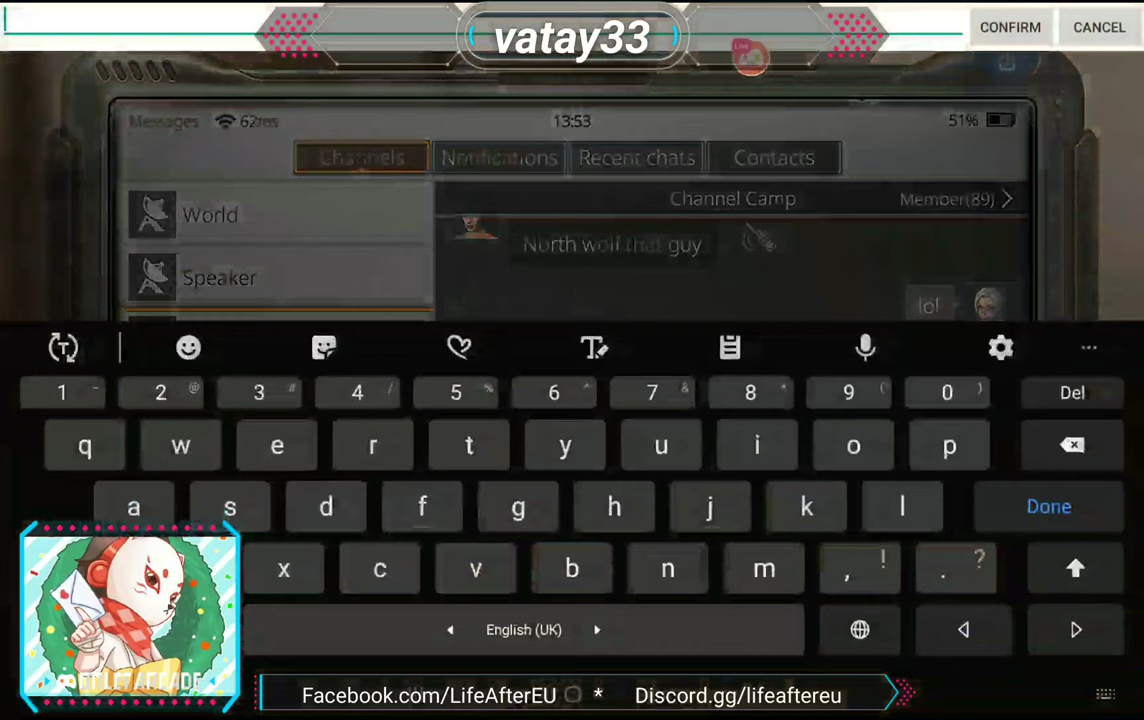 vatay33
CONFIRM
CANCEL
Live
Messages
62ms
13:53
51%
Channels
Notifications
Recent chats
Contacts
World
Channel Camp
Member(89)
North wolf that guy
Speaker
lol
1 - 2 @ 3 # 4 / 5 % 6 ^ 7 & 8 * 9 ( 0 ) Del
q w e r t y u i o p
a s d f g h j k l Done
x c v b n m , ! . ?
English (UK)
Facebook.com/LifeAfterEU * Discord.gg/lifeaftereu